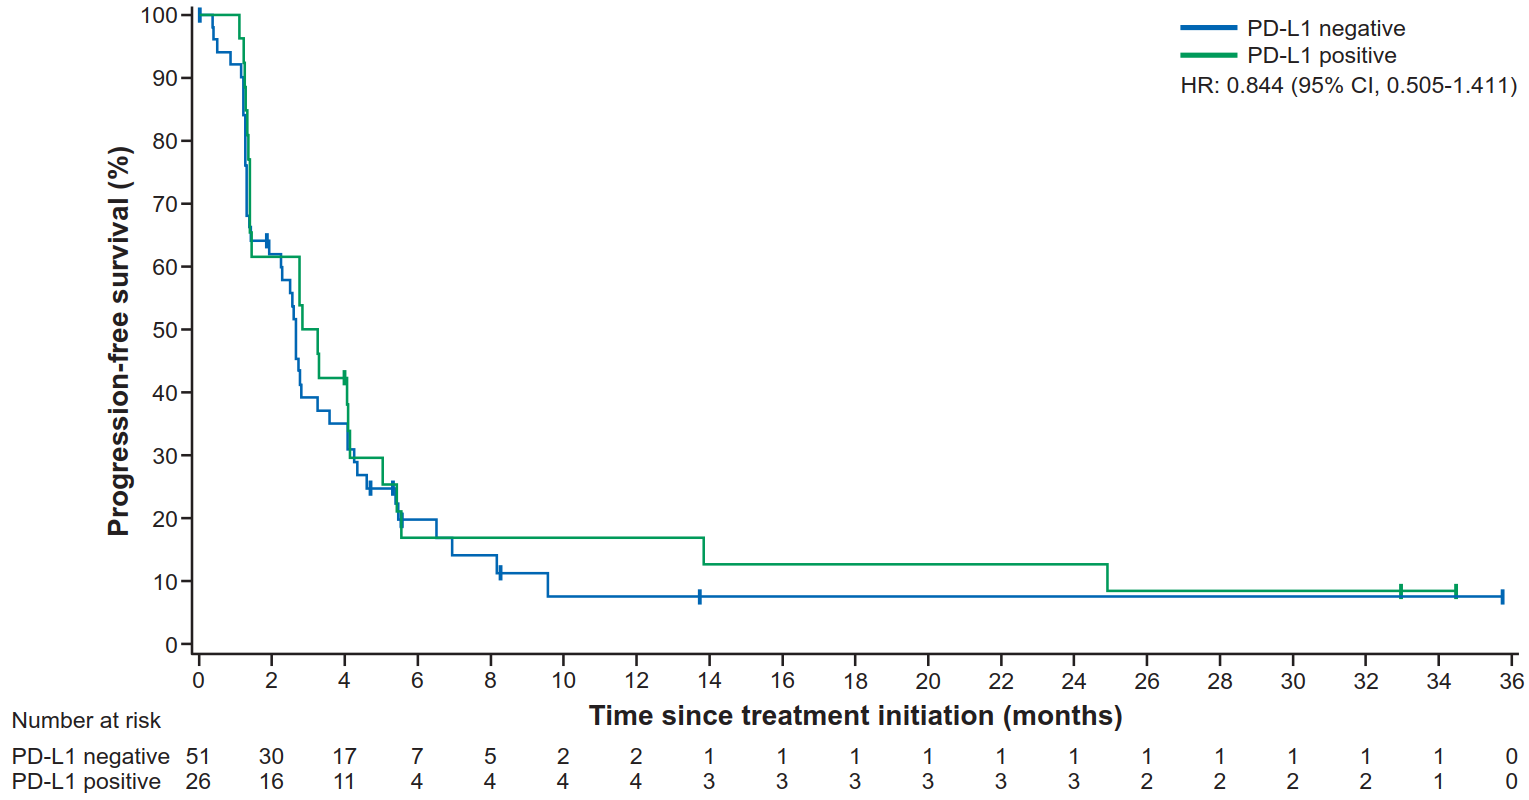 PD-L1 negative
PD-L1 positive
HR: 0.844 (95% CI, 0.505-1.411)
Progression-free survival (%)
100
90
80
70
60
50
40
30
20
10
0
0 2 4 6 8 10 12 14 16 18 20 22 24 26 28 30 32 34 36
Time since treatment initiation (months)
Number at risk
PD-L1 negative 51 30 17 7 5 2 2 1 1 1 1 1 1 1 1 1 1 1 0
PD-L1 positive 26 16 11 4 4 4 4 3 3 3 3 3 3 2 2 2 2 1 0